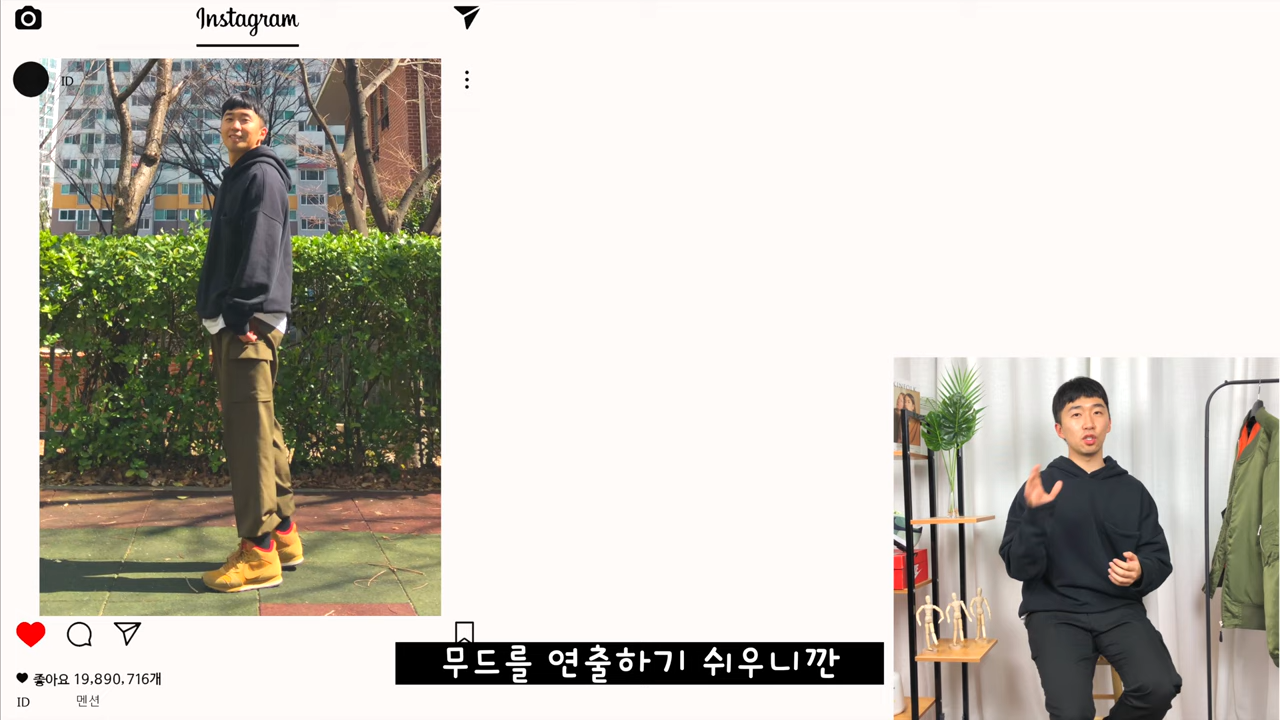 Instagram
ID
무드를 연출하기 쉬우니깐
좋아요 19,890,716개
ID 멘션